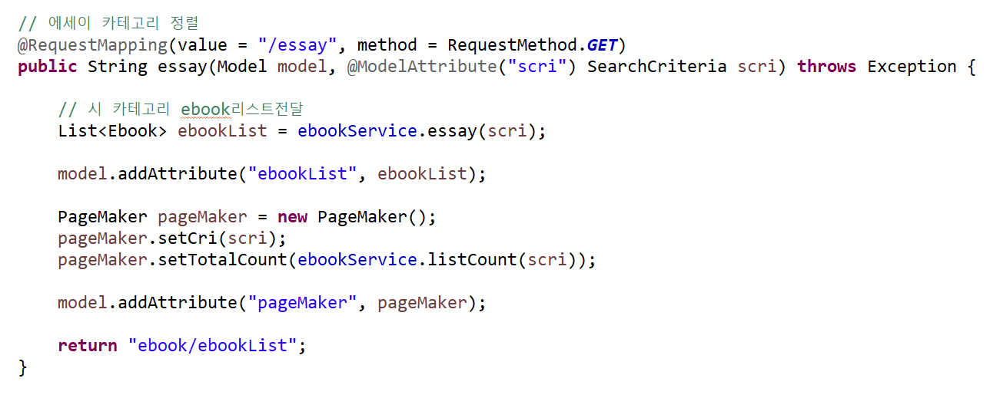 // 에세이 카테고리 정렬
@RequestMapping(value = "/essay", method = RequestMethod.GET)
public String essay(Model model, @ModelAttribute("scri") SearchCriteria scri) throws Exception {
// 시 카테고리 ebook리스트전달
List<Ebook> ebookList = ebookService.essay(scri);
model.addAttribute("ebookList", ebookList);
PageMaker pageMaker = new PageMaker();
pageMaker.setCri(scri);
pageMaker.setTotalCount(ebookService.listCount(scri));
model.addAttribute("pageMaker", pageMaker);
return "ebook/ebookList";
}